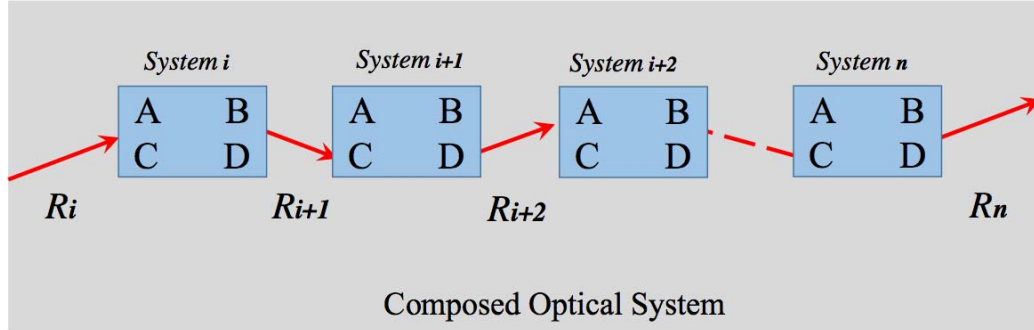 System i System i+1 System i+2 System n
A B A B A B A B
C D C D C D C D
Ri Ri+1 Ri+2 Rn
Composed Optical System